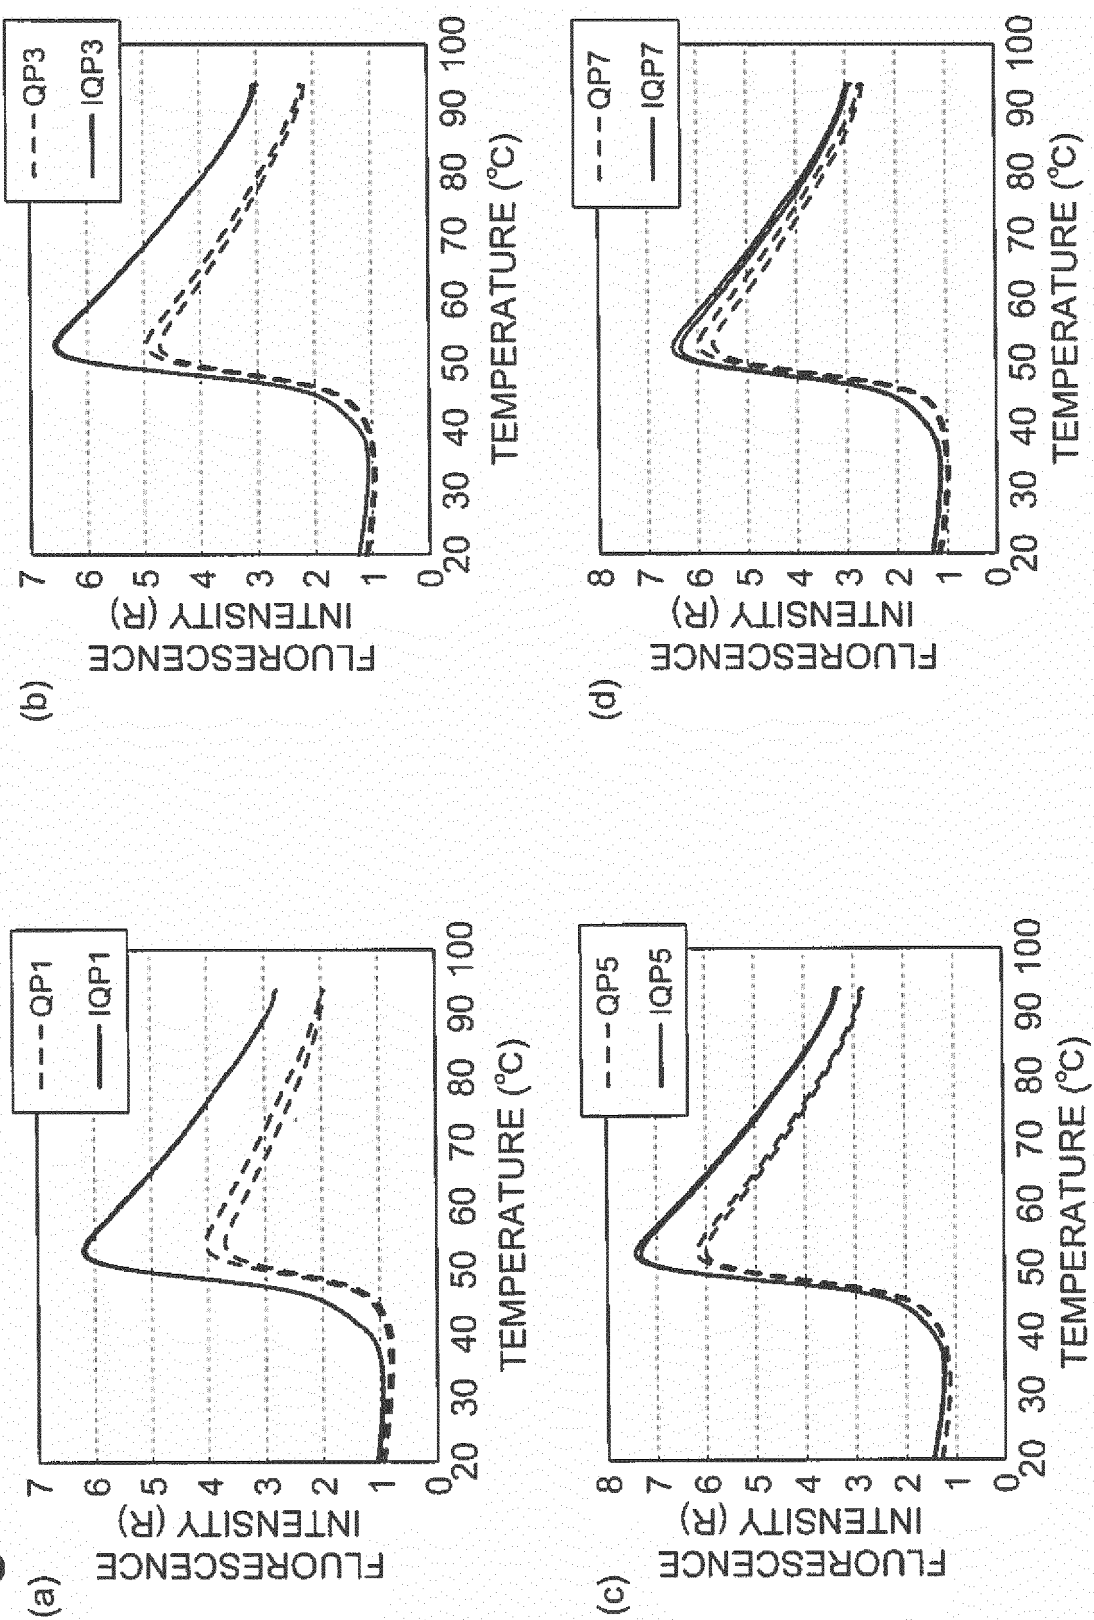 (a)
FLUORESCENCE
INTENSITY (R)
7
6
5
4
3
2
1
0
20 30 40 50 60 70 80 90 100
TEMPERATURE (°C)
QP1
IQP1
(b)
FLUORESCENCE
INTENSITY (R)
7
6
5
4
3
2
1
0
20 30 40 50 60 70 80 90 100
TEMPERATURE (°C)
QP3
IQP3
(c)
FLUORESCENCE
INTENSITY (R)
8
7
6
5
4
3
2
1
0
20 30 40 50 60 70 80 90 100
TEMPERATURE (°C)
QP5
IQP5
(d)
FLUORESCENCE
INTENSITY (R)
8
7
6
5
4
3
2
1
0
20 30 40 50 60 70 80 90 100
TEMPERATURE (°C)
QP7
IQP7